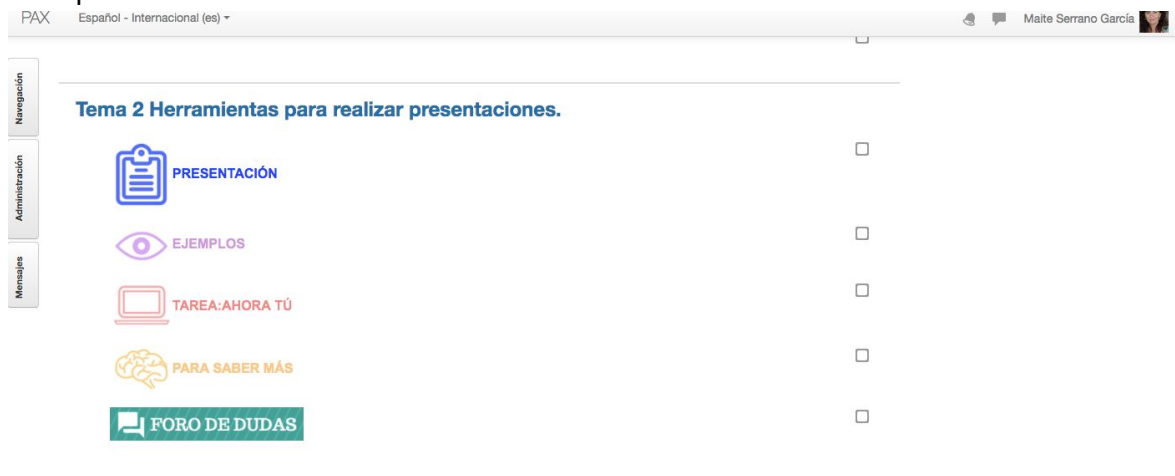 PAX Español - Internacional (es) Maite Serrano García
Navegación
Tema 2 Herramientas para realizar presentaciones.
Administración
PRESENTACIÓN
EJEMPLOS
Mensajes
TAREA:AHORA TÚ
PARA SABER MÁS
FORO DE DUDAS